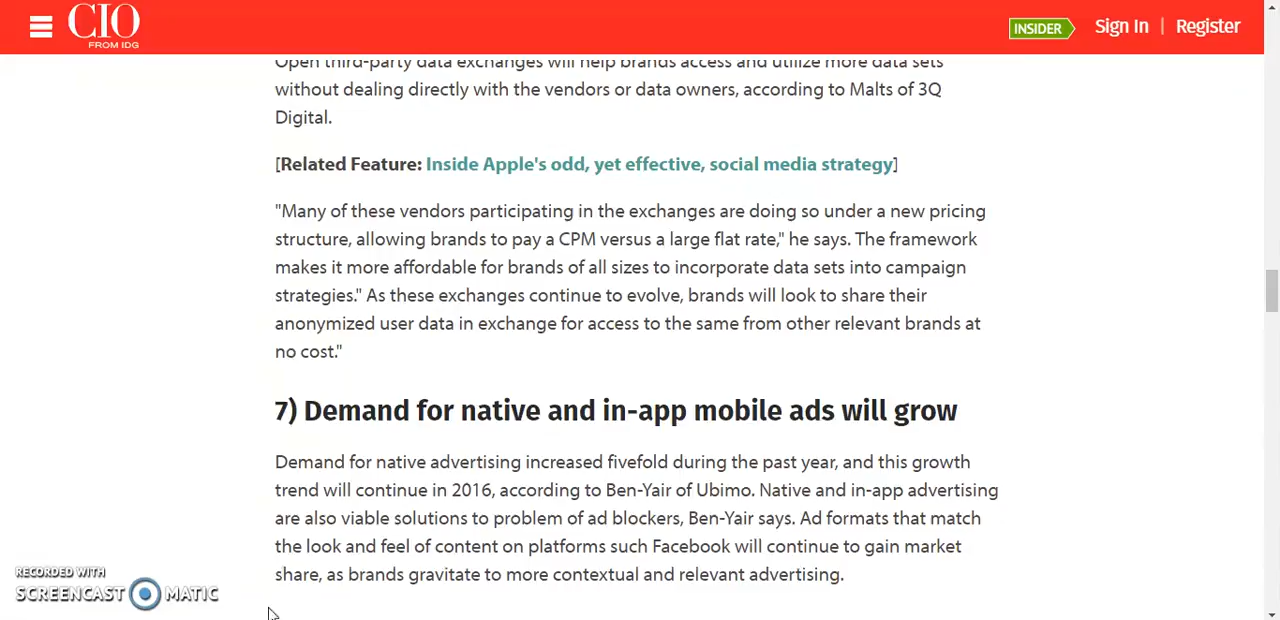 CIO
FROM IDG
INSIDER
Sign In | Register
Open third-party data exchanges will help brands access and utilize more data sets
without dealing directly with the vendors or data owners, according to Malts of 3Q
Digital.
[Related Feature: Inside Apple's odd, yet effective, social media strategy]
"Many of these vendors participating in the exchanges are doing so under a new pricing
structure, allowing brands to pay a CPM versus a large flat rate," he says. The framework
makes it more affordable for brands of all sizes to incorporate data sets into campaign
strategies." As these exchanges continue to evolve, brands will look to share their
anonymized user data in exchange for access to the same from other relevant brands at
no cost."
7) Demand for native and in-app mobile ads will grow
Demand for native advertising increased fivefold during the past year, and this growth
trend will continue in 2016, according to Ben-Yair of Ubimo. Native and in-app advertising
are also viable solutions to problem of ad blockers, Ben-Yair says. Ad formats that match
the look and feel of content on platforms such Facebook will continue to gain market
share, as brands gravitate to more contextual and relevant advertising.
RECORDED WITH
SCREENCAST MATIC